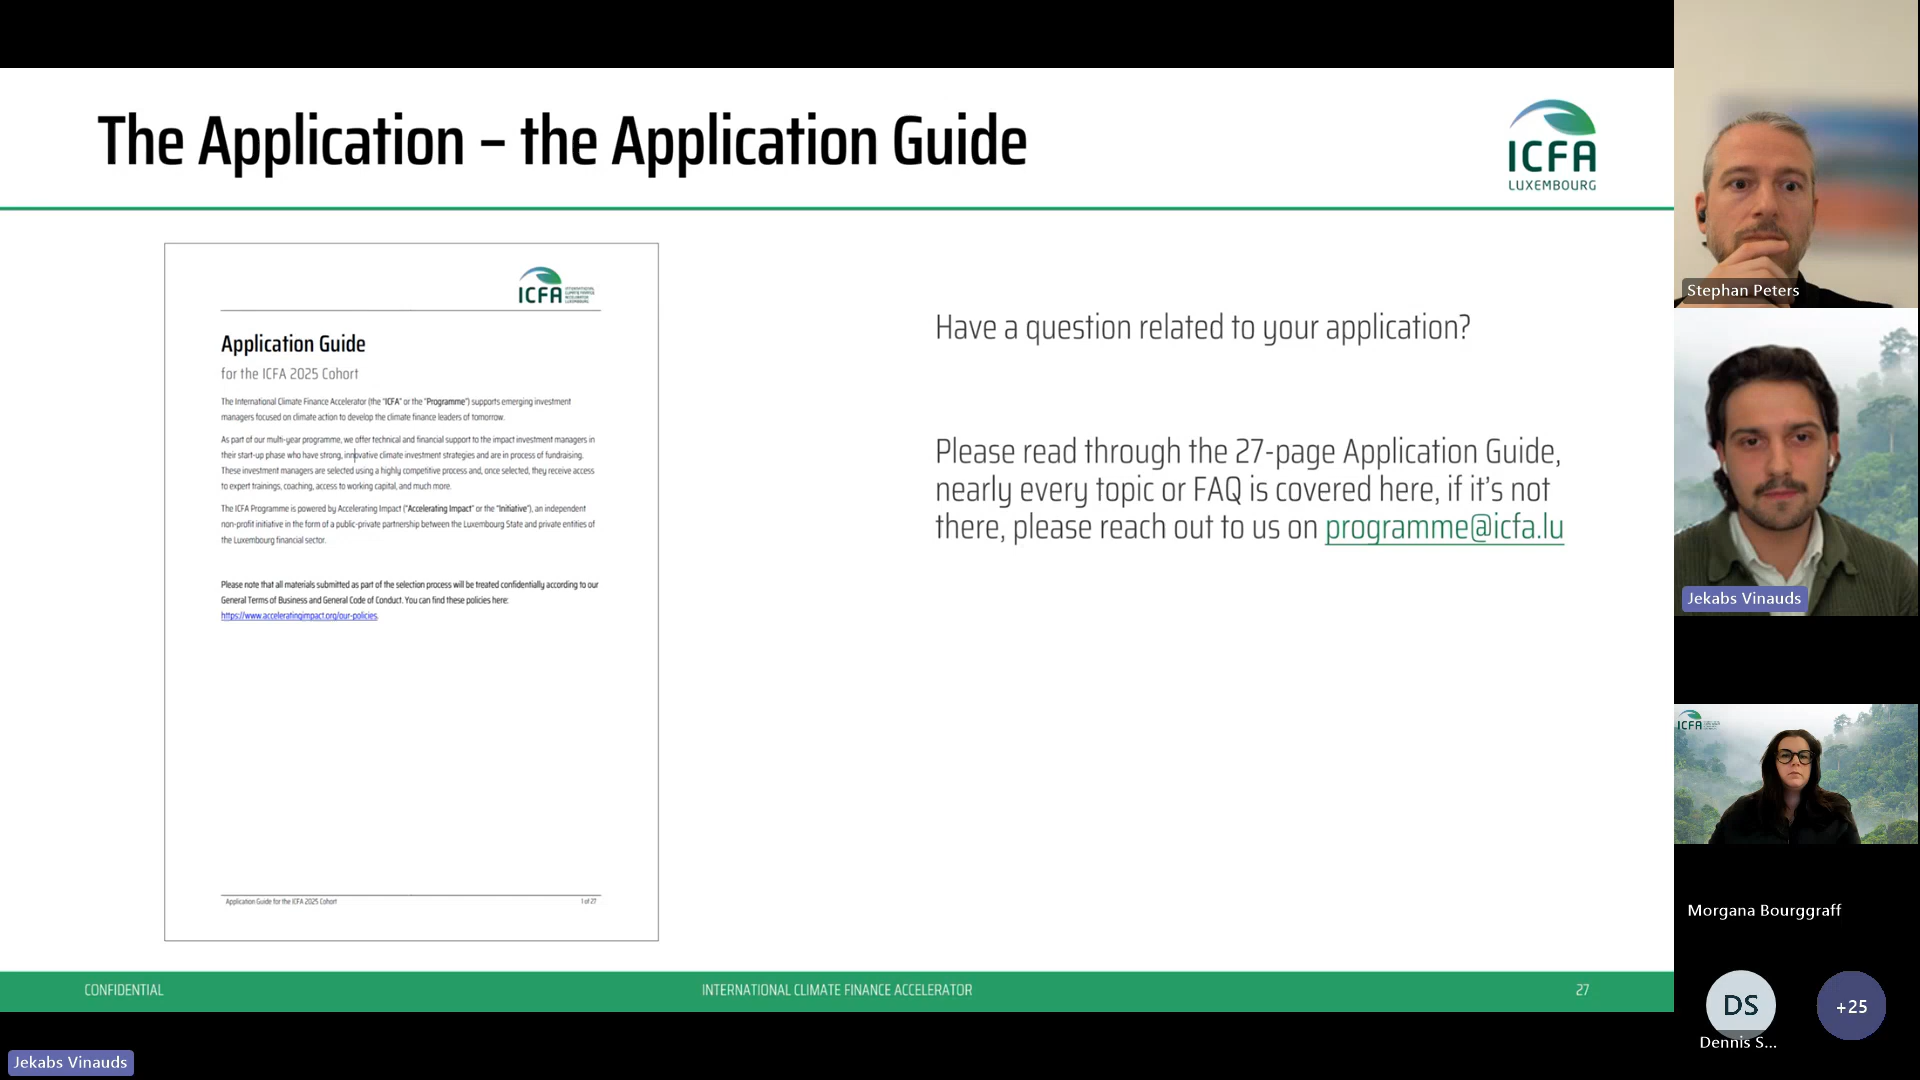 The Application – the Application Guide
ICFA
LUXEMBOURG
ICFA
Application Guide
for the ICFA 2025 Cohort
The International Climate Finance Accelerator (the "ICFA" or the "Programme") supports emerging investment
managers focused on climate action to develop the climate finance leaders of tomorrow.
As part of our multi-year programme, we offer technical and financial support to the impact investment managers in
their start-up phase who have strong, innovative climate investment strategies and are in process of fundraising.
These investment managers are selected using a highly competitive process and, once selected, they receive access
to expert trainings, coaching, access to working capital, and much more.
The ICFA Programme is powered by Accelerating Impact ("Accelerating Impact" or the "Initiative"), an independent
non-profit initiative in the form of a public-private partnership between the Luxembourg State and private entities of
the Luxembourg financial sector.
Please note that all materials submitted as part of the selection process will be treated confidentially according to our
General Terms of Business and General Code of Conduct. You can find these policies here:
https://www.acceleratingimpact.org/our-policies.
Application Guide for the ICFA 2025 Cohort
1 of 27
Have a question related to your application?
Please read through the 27-page Application Guide,
nearly every topic or FAQ is covered here, if it's not
there, please reach out to us on programme@icfa.lu
CONFIDENTIAL
INTERNATIONAL CLIMATE FINANCE ACCELERATOR
27
Stephan Peters
Jekabs Vinauds
ICFA
Morgana Bourggraff
DS
+25
Dennis S...
Jekabs Vinauds